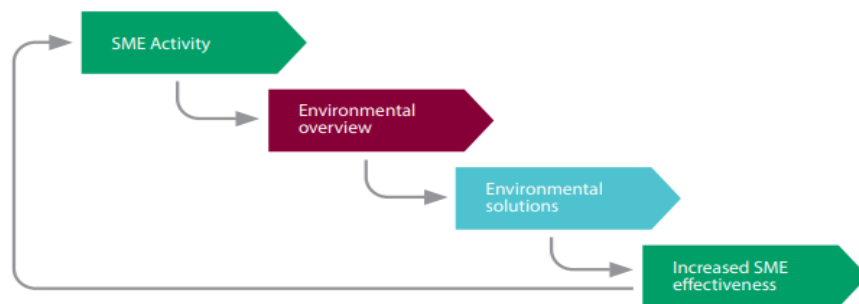 SME Activity
Environmental
overview
Environmental
solutions
Increased SME
effectiveness